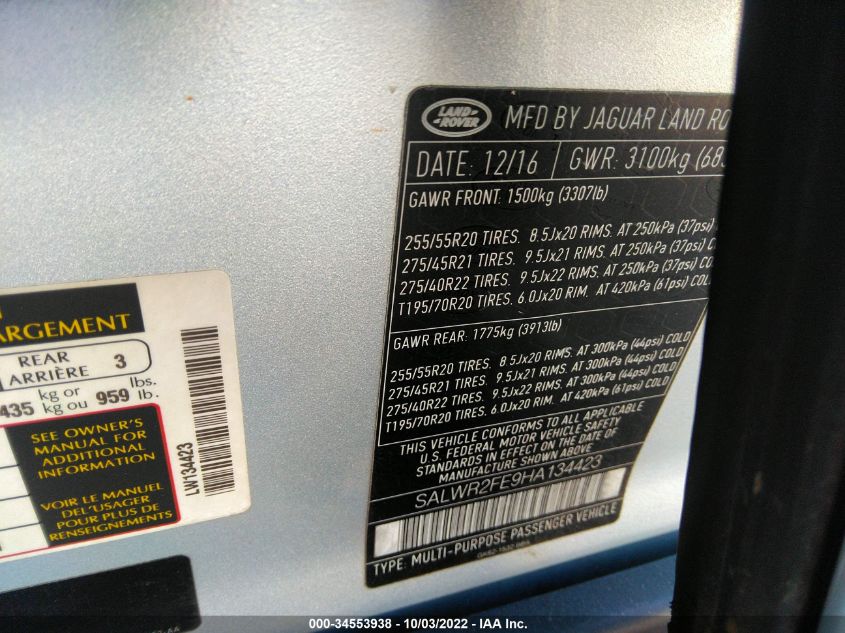 LAND
ROVER
MFD BY JAGUAR LAND RO
DATE: 12/16
GWR: 3100kg (68
GAWR FRONT: 1500kg (3307lb)
255/55R20 TIRES. 8.5Jx20 RIMS. AT 250kPa (37psi)
275/45R21 TIRES. 9.5Jx21 RIMS. AT 250kPa (37psi) C
275/40R22 TIRES. 9.5Jx22 RIMS. AT 250kPa (37psi) CO
T195/70R20 TIRES. 6.0Jx20 RIM. AT 420kPa (61psi) COL
GAWR REAR: 1775kg (3913lb)
255/55R20 TIRES. 8.5Jx20 RIMS. AT 300kPa (44psi) COLD
275/45R21 TIRES. 9.5Jx21 RIMS. AT 300kPa (44psi) COLD
275/40R22 TIRES. 9.5Jx22 RIMS. AT 300kPa (44psi) COLD
T195/70R20 TIRES. 6.0Jx20 RIM. AT 420kPa (61psi) COLD
THIS VEHICLE CONFORMS TO ALL APPLICABLE
U.S. FEDERAL MOTOR VEHICLE SAFETY
STANDARDS IN EFFECT ON THE DATE OF
MANUFACTURE SHOWN ABOVE
SALWR2FE9HA134423
TYPE: MULTI-PURPOSE PASSENGER VEHICLE
ARGEMENT
REAR
ARRIÈRE 3
435 kg or kg ou 959 lbs. lb.
SEE OWNER'S
MANUAL FOR
ADDITIONAL
INFORMATION
VOIR LE MANUEL
DEL'USAGER
POUR PLUS DE
RENSEIGNEMENTS
LW134423
000-34553938 - 10/03/2022 - IAA Inc.